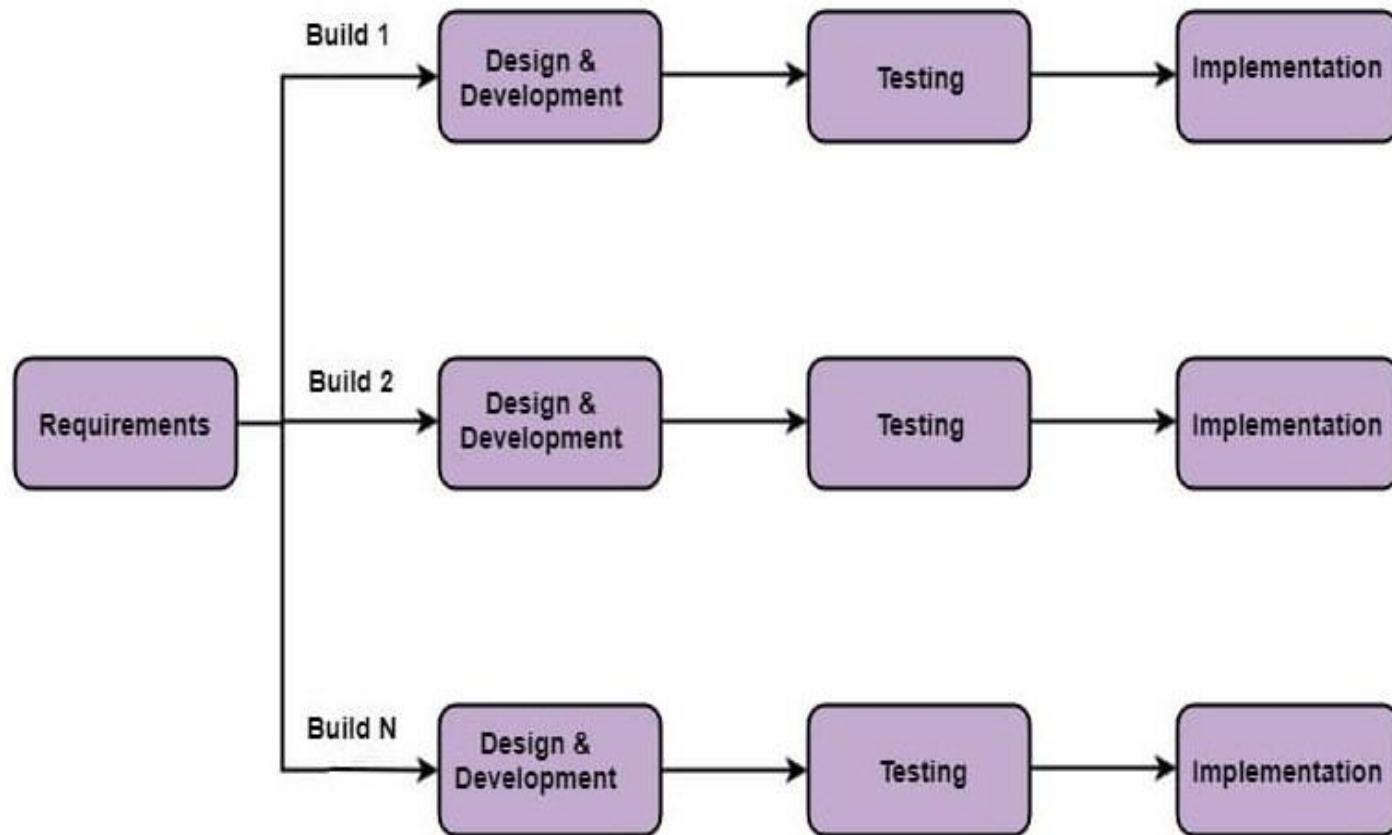 Build 1
Design &
Development
Testing
Implementation
Requirements
Build 2
Design &
Development
Testing
Implementation
Build N
Design &
Development
Testing
Implementation